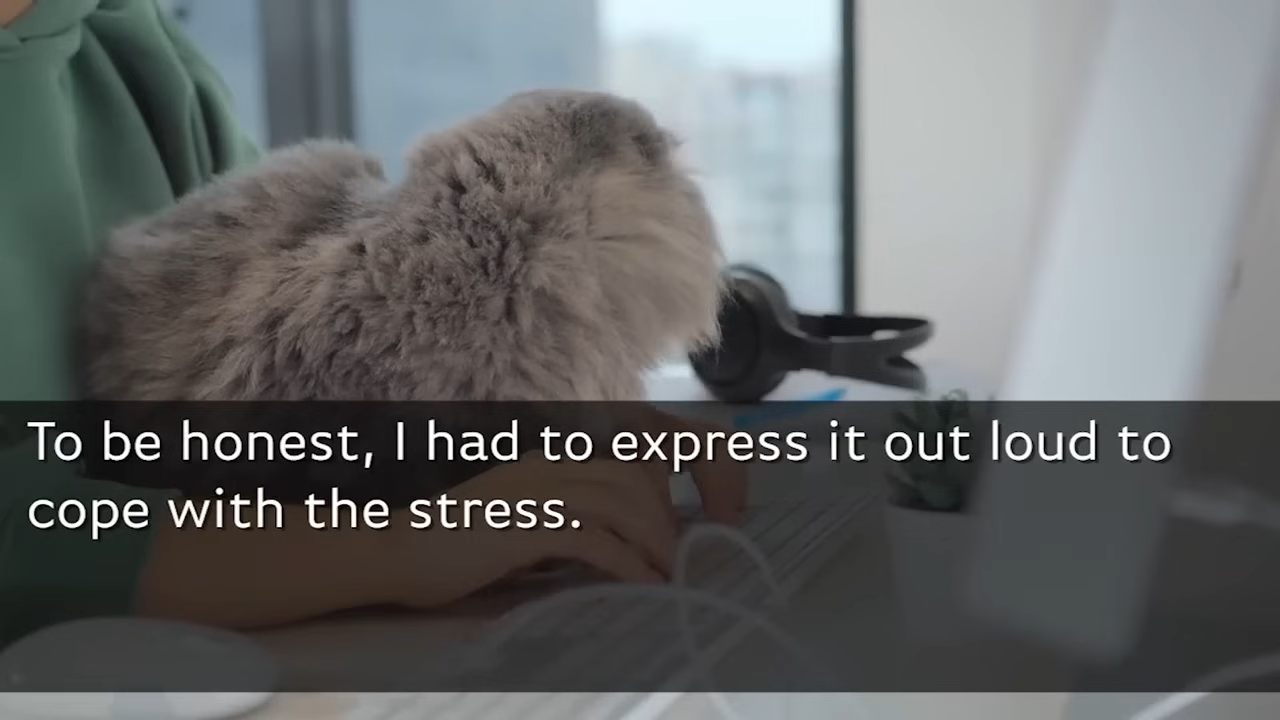 To be honest, I had to express it out loud to
cope with the stress.